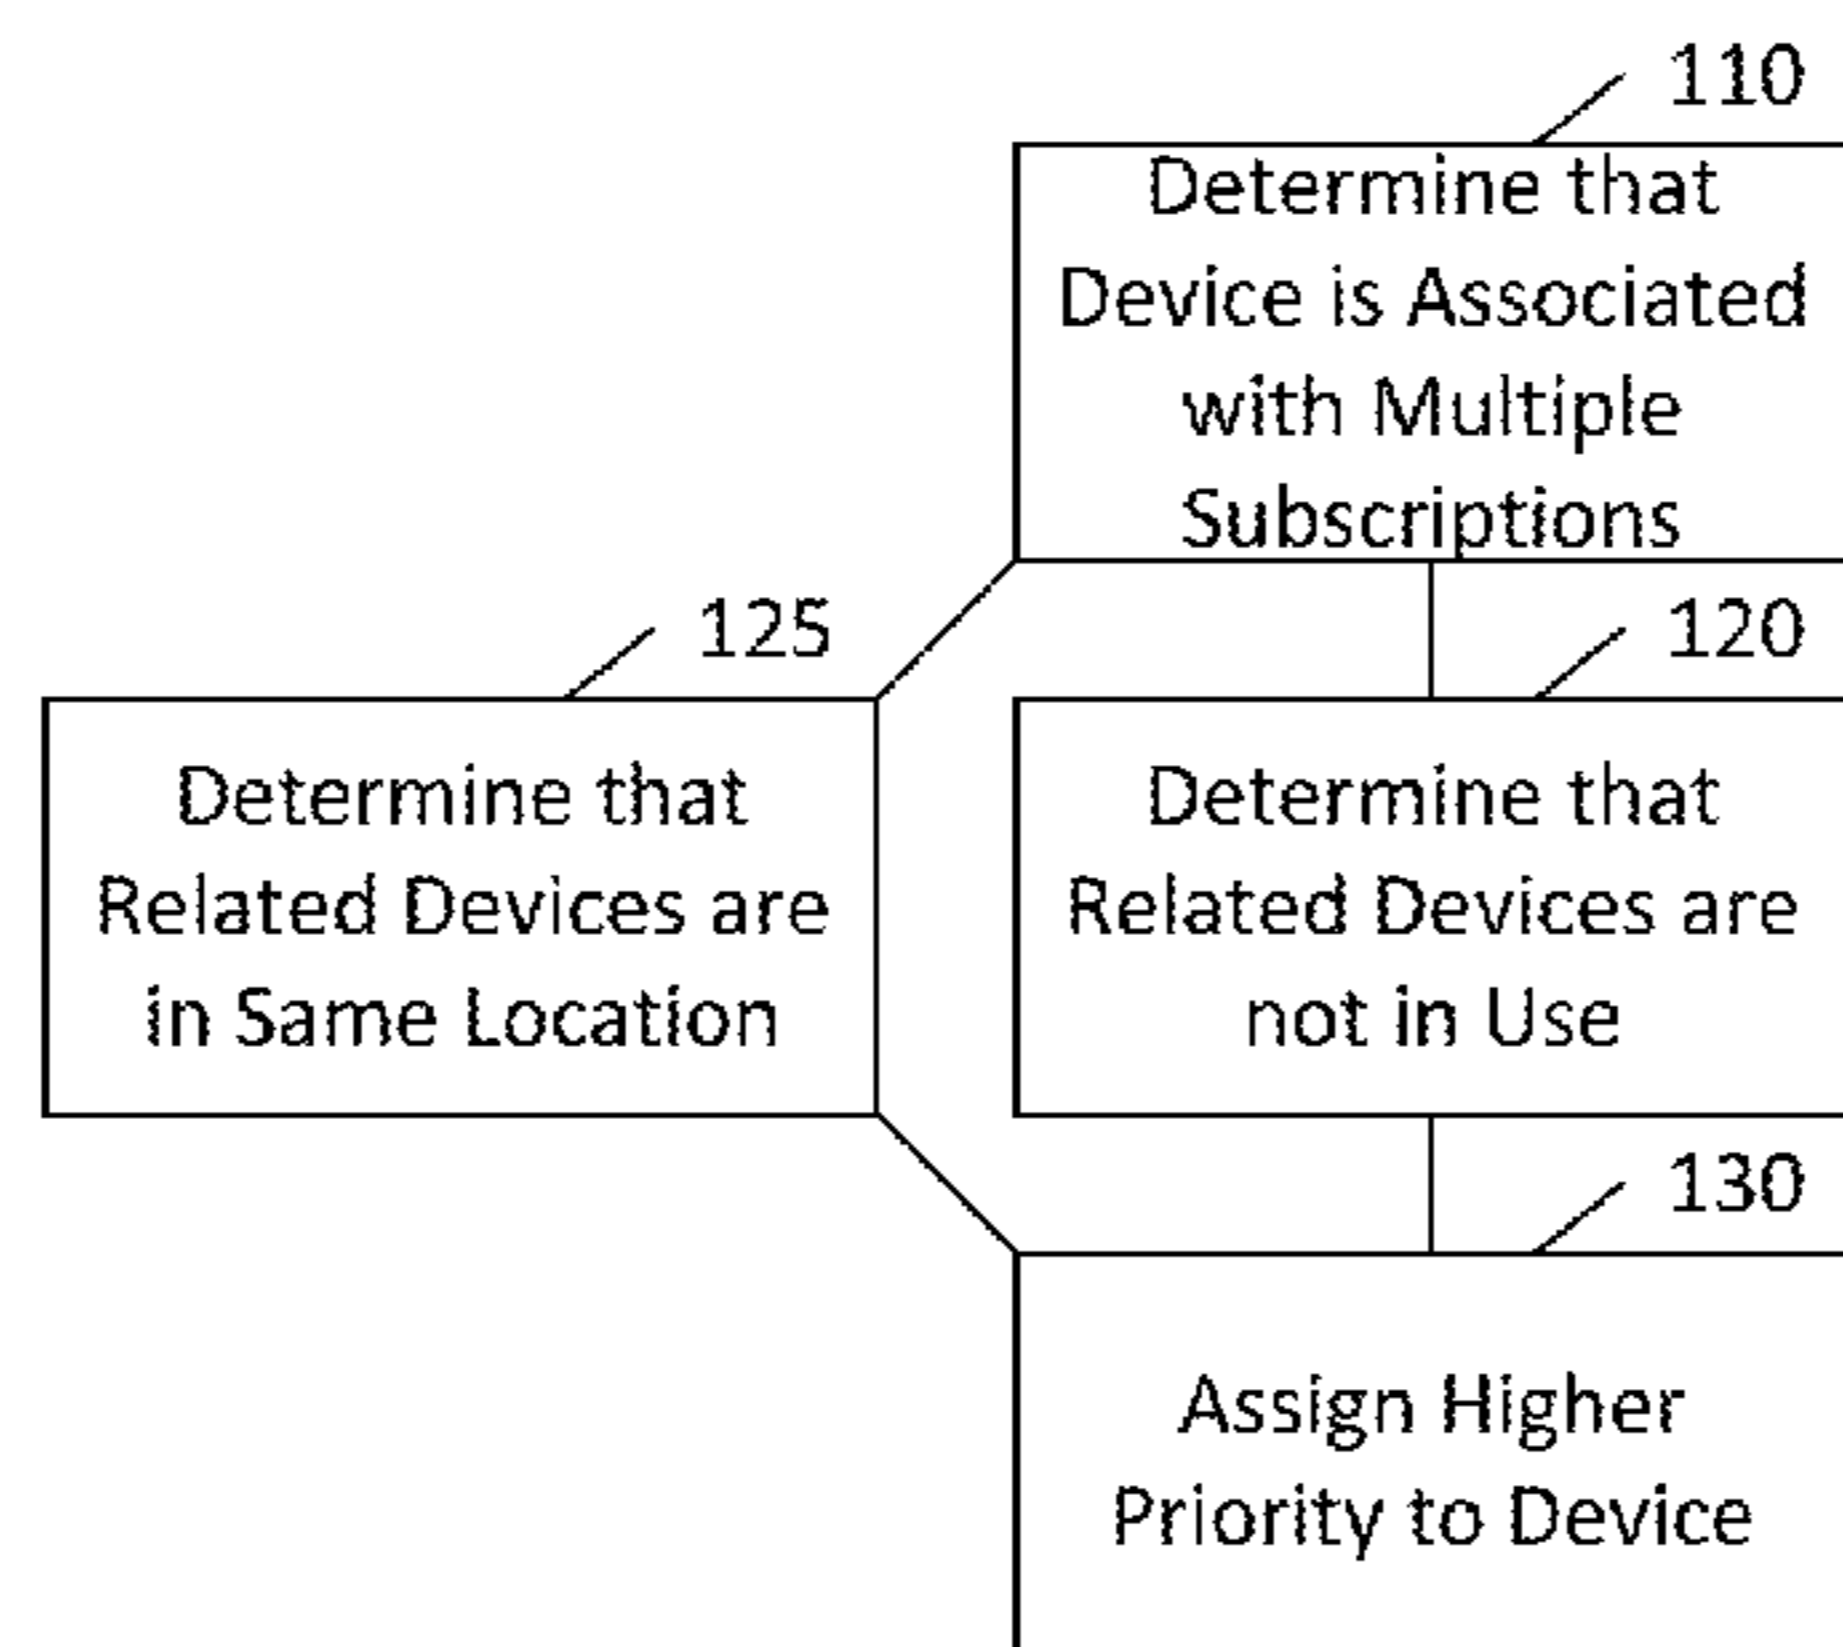 110
Determine that
Device is Associated
with Multiple
Subscriptions
125
120
Determine that
Related Devices are
in Same Location
Determine that
Related Devices are
not in Use
130
Assign Higher
Priority to Device